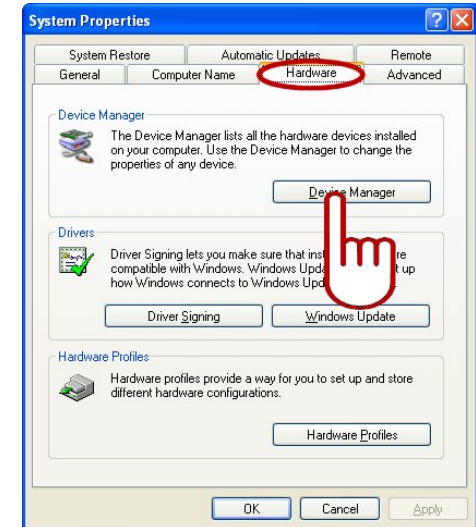 System Properties
System Restore Automatic Updates Remote
General Computer Name Hardware Advanced
Device Manager
The Device Manager lists all the hardware devices installed
on your computer. Use the Device Manager to change the
properties of any device.
Device Manager
Drivers
Driver Signing lets you make sure that re
compatible with Windows. Windows up
how Windows connects to Windows
Driver Signing Windows Update
Hardware Profiles
Hardware profiles provide a way for you to set up and store
different hardware configurations.
Hardware Profiles
OK Cancel Apply